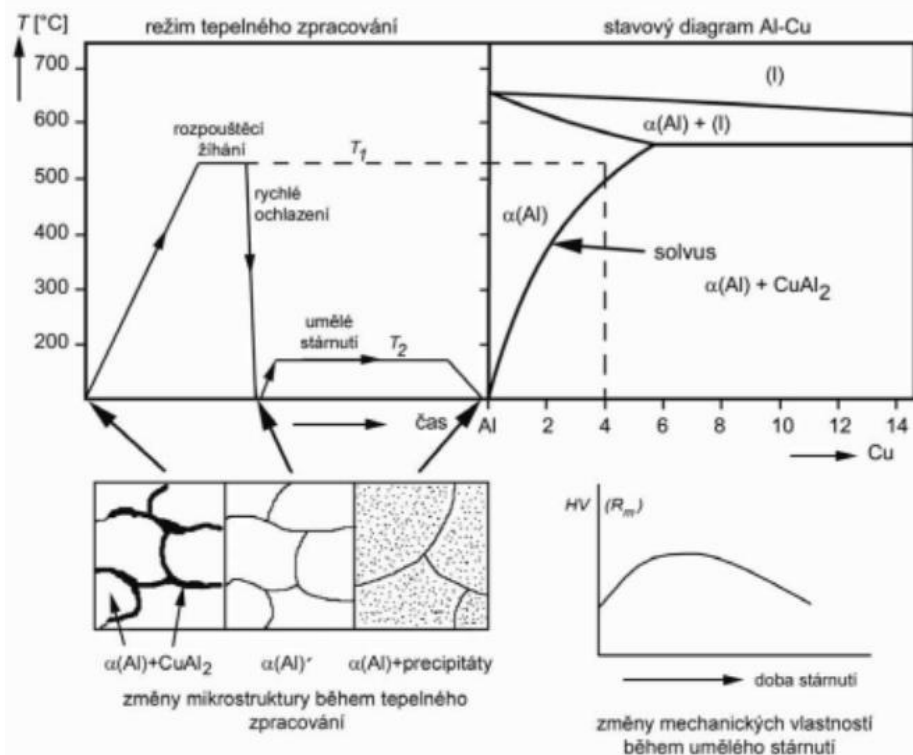 T [°C]
režim tepelného zpracování
stavový diagram Al-Cu
700
600
500
400
300
200
rozpouštěcí
žíhání
T₁
rychlé
ochlazení
umělé
stárnutí
T₂
čas
(l)
α(Al) + (l)
α(Al)
solvus
α(Al) + CuAl₂
Al 2 4 6 8 10 12 14
Cu
α(Al)+CuAl₂
α(Al)´
α(Al)+precipitáty
změny mikrostruktury během tepelného
zpracování
HV (Rₘ)
doba stárnutí
změny mechanických vlastností
během umělého stárnutí